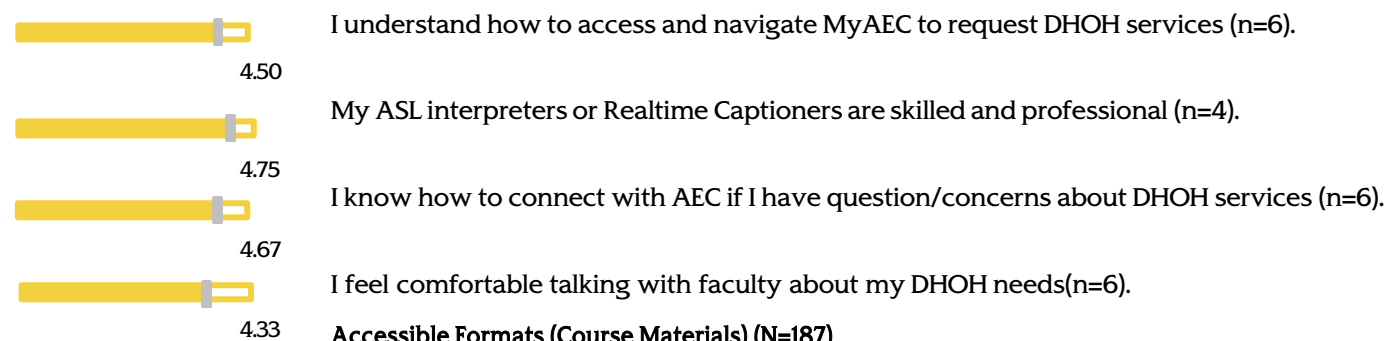 I understand how to access and navigate MyAEC to request DHOH services (n=6).
4.50
My ASL interpreters or Realtime Captioners are skilled and professional (n=4).
4.75
I know how to connect with AEC if I have question/concerns about DHOH services (n=6).
4.67
I feel comfortable talking with faculty about my DHOH needs(n=6).
4.33
Accessible Formats (Course Materials) (N=187)